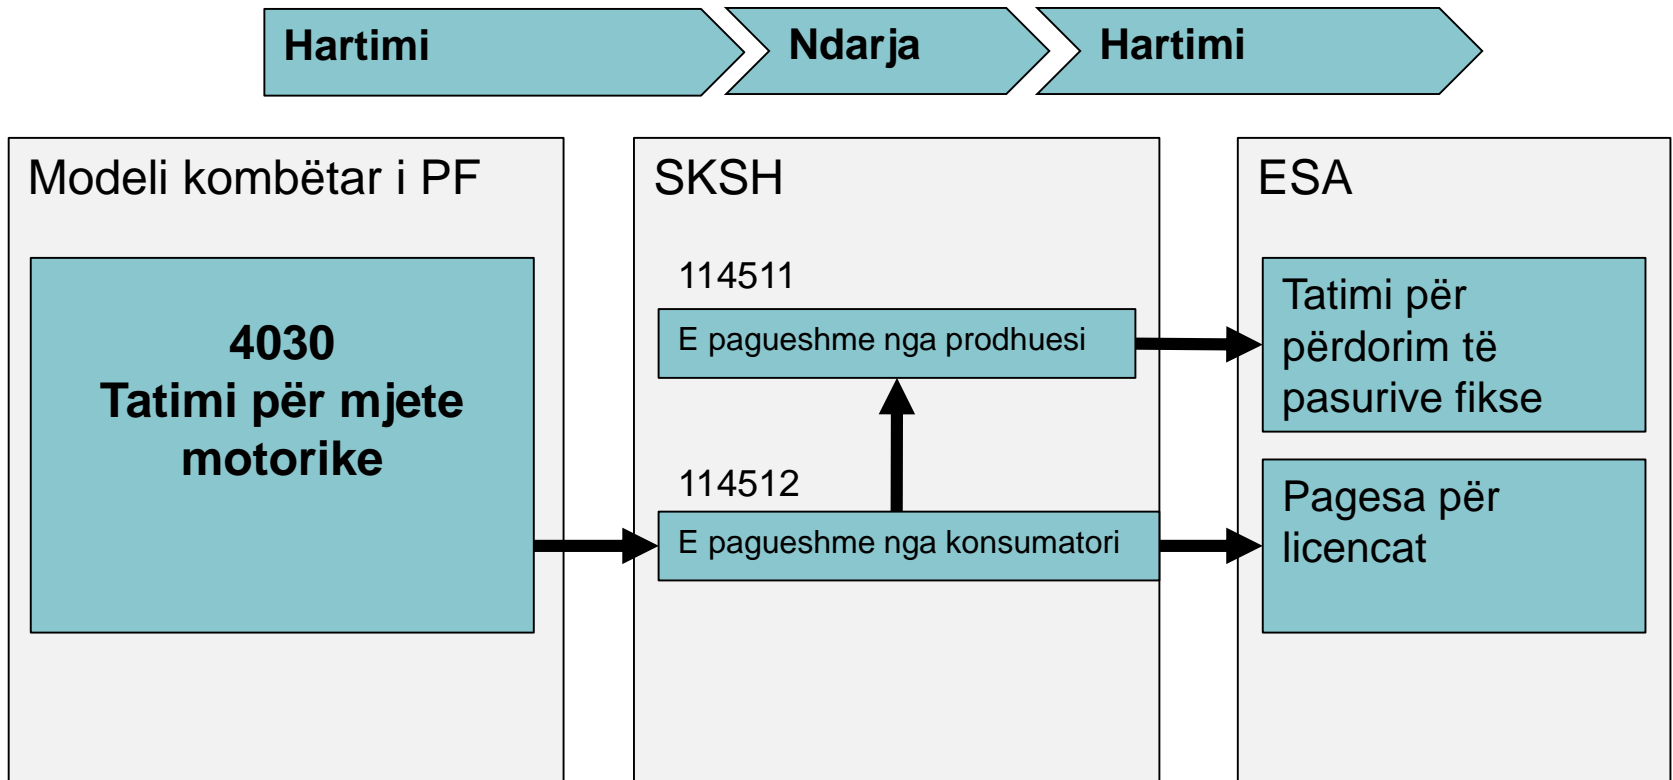 Hartimi
Ndarja
Hartimi
Modeli kombëtar i PF
4030
Tatimi për mjete
motorike
SKSH
114511
E pagueshme nga prodhuesi
114512
E pagueshme nga konsumatori
ESA
Tatimi për
përdorim të
pasurive fikse
Pagesa për
licencat